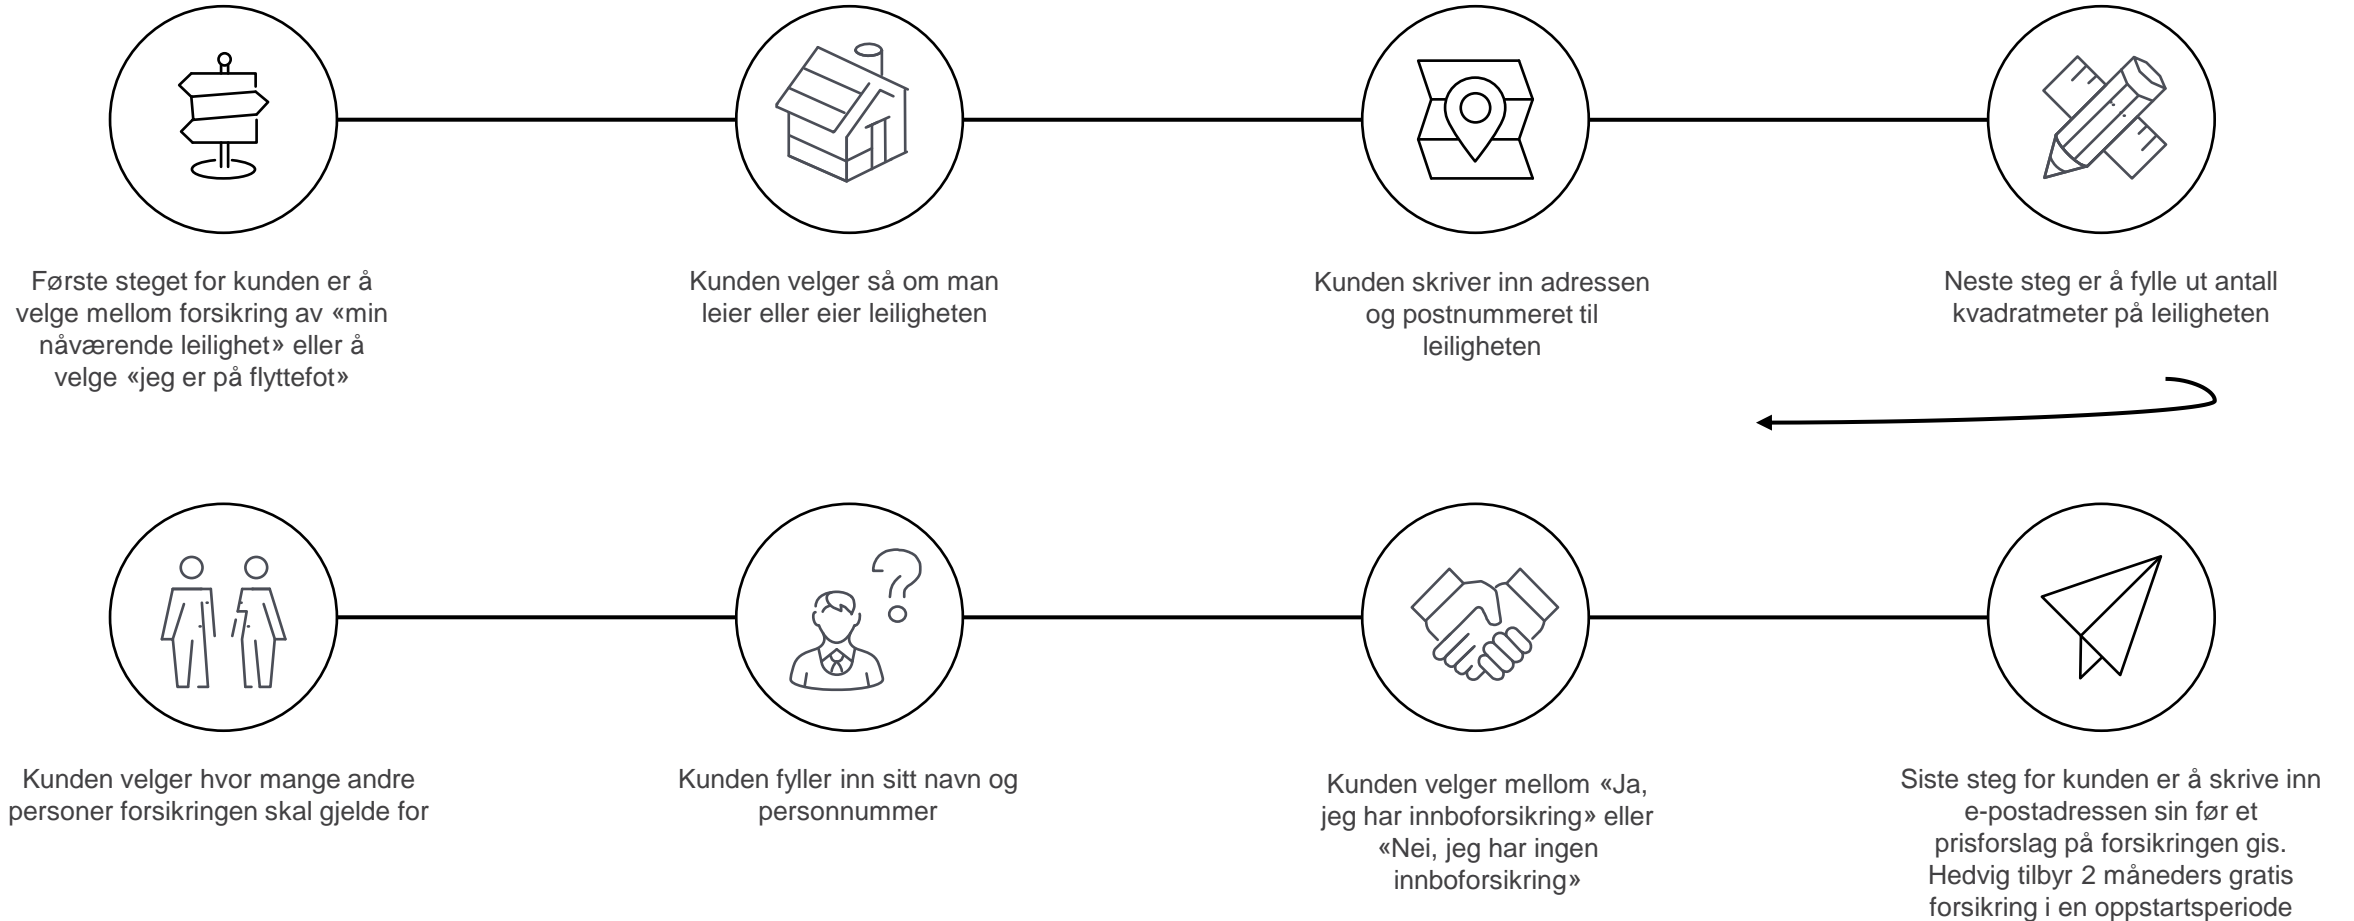 Første steget for kunden er å
velge mellom forsikring av «min
nåværende leilighet» eller å
velge «jeg er på flyttefot»
Kunden velger så om man
leier eller eier leiligheten
Kunden skriver inn adressen
og postnummeret til
leiligheten
Neste steg er å fylle ut antall
kvadratmeter på leiligheten
Kunden velger hvor mange andre
personer forsikringen skal gjelde for
Kunden fyller inn sitt navn og
personnummer
Kunden velger mellom «Ja,
jeg har innboforsikring» eller
«Nei, jeg har ingen
innboforsikring»
Siste steg for kunden er å skrive inn
e-postadressen sin før et
prisforslag på forsikringen gis.
Hedvig tilbyr 2 måneders gratis
forsikring i en oppstartsperiode